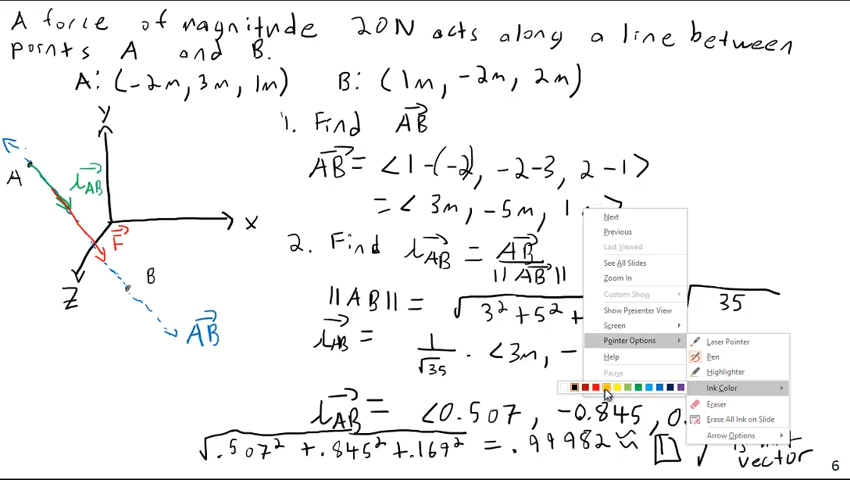 A force of magnitude 20N acts along a line between
points A and B.
A: (-2m, 3m, 1m) B: (1m, -2m, 2m)
1. Find AB
AB = <1-(-2), -2-3, 2-1>
= < 3m, -5m, 1
2. Find λAB = AB
||AB||
||AB|| = √3² + 5² + √35
λAB = 1/√35 · <3m, -
λAB = <0.507, -0.845, 0.
√.507² + .845² + .169² = .99982 ≈ 1 √ is unit
vector
Y
A
λAB
X
F
B
Z
AB
Next
Previous
Last Viewed
See All Slides
Zoom In
Custom Show
Show Presenter View
Screen
Pointer Options
Help
Pause
Laser Pointer
Pen
Highlighter
Ink Color
Eraser
Erase All Ink on Slide
Arrow Options
6